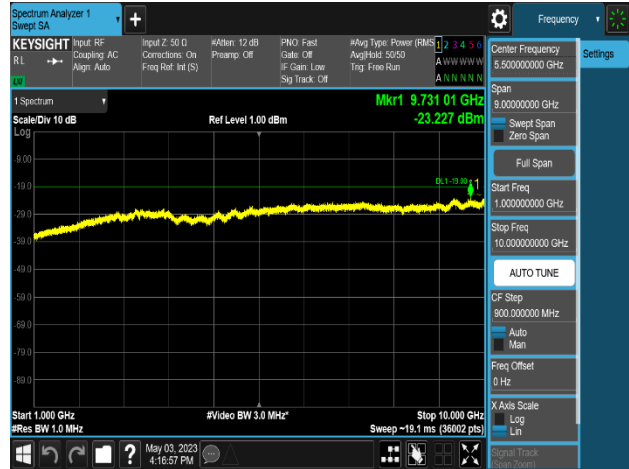 Spectrum Analyzer 1
Swept SA
Frequency
KEYSIGHT
RL
Input: RF
Coupling: AC
Align: Auto
Input Z: 50 Ω
Corrections: On
Freq Ref: Int (S)
#Atten: 12 dB
Preamp: Off
PNO: Fast
Gate: Off
IF Gain: Low
Sig Track: Off
#Avg Type: Power (RMS
Avg|Hold: 50/50
Trig: Free Run
1 2 3 4 5 6
A W W W W W
A N N N N N
LM
1 Spectrum
Scale/Div 10 dB
Ref Level 1.00 dBm
Mkr1 9.731 01 GHz
-23.227 dBm
Log
-9.00
-19.0
-29.0
-39.0
-49.0
-59.0
-69.0
-79.0
-89.0
DL1 -19.00
1
Start 1.000 GHz
#Res BW 1.0 MHz
#Video BW 3.0 MHz*
Stop 10.000 GHz
Sweep ~19.1 ms (36002 pts)
Center Frequency
5.500000000 GHz
Settings
Span
9.00000000 GHz
Swept Span
Zero Span
Full Span
Start Freq
1.000000000 GHz
Stop Freq
10.000000000 GHz
AUTO TUNE
CF Step
900.000000 MHz
Auto
Man
Freq Offset
0 Hz
X Axis Scale
Log
Lin
Signal Track
(Span Zoom)
?
May 03, 2023
4:16:57 PM